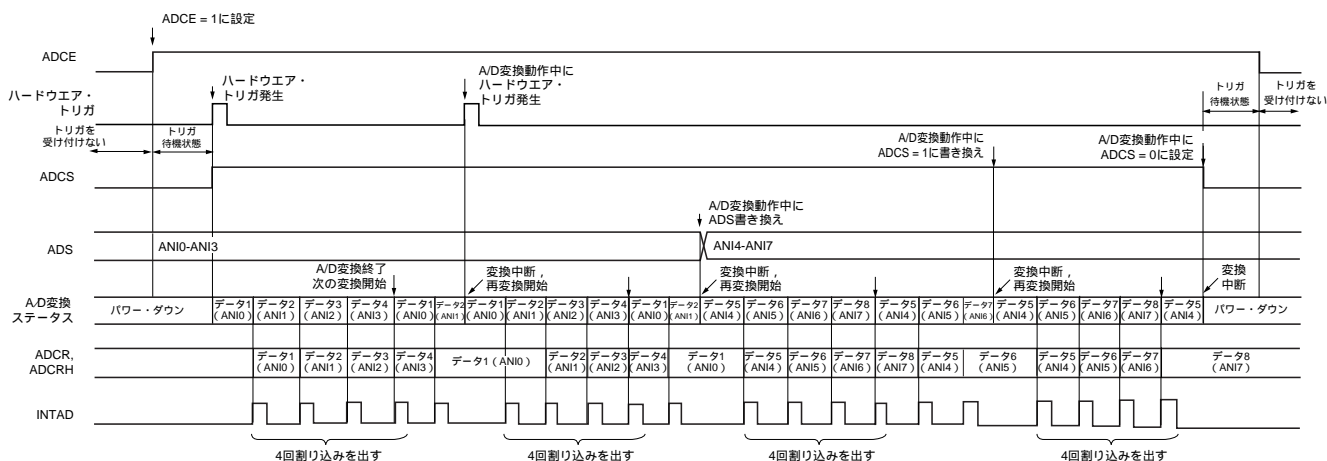 ADCE = 1に設定
ADCE
ハードウエア・
トリガ発生
A/D変換動作中に
ハードウエア・
トリガ発生
ハードウエア・
トリガ
トリガ
待機状態
トリガを
受け付けない
トリガを
受け付けない
トリガ
待機状態
A/D変換動作中に
ADCS = 1に書き換え
A/D変換動作中に
ADCS = 0に設定
ADCS
A/D変換動作中に
ADS書き換え
ADS
ANI0-ANI3
ANI4-ANI7
A/D変換終了
次の変換開始
変換中断,
再変換開始
変換中断,
再変換開始
変換中断,
再変換開始
変換
中断
A/D変換
ステータス
パワー・ダウン
データ1 データ2 データ3 データ4 データ1 データ2 データ1 データ2 データ3 データ4 データ1 データ2 データ5 データ6 データ7 データ8 データ5 データ6 データ7 データ5 データ6 データ7 データ8 データ5
(ANI0) (ANI1) (ANI2) (ANI3) (ANI0) (ANI1) (ANI0) (ANI1) (ANI2) (ANI3) (ANI0) (ANI1) (ANI4) (ANI5) (ANI6) (ANI7) (ANI4) (ANI5) (ANI6) (ANI4) (ANI5) (ANI6) (ANI7) (ANI4)
パワー・ダウン
ADCR,
ADCRH
データ1 データ2 データ3 データ4 データ1(ANI0) データ2 データ3 データ4 データ1 データ5 データ6 データ7 データ8 データ5 データ6 データ5 データ6 データ7 データ8
(ANI0) (ANI1) (ANI2) (ANI3) (ANI1) (ANI2) (ANI3) (ANI0) (ANI4) (ANI5) (ANI6) (ANI7) (ANI4) (ANI5) (ANI4) (ANI5) (ANI6) (ANI7)
INTAD
4回割り込みを出す 4回割り込みを出す 4回割り込みを出す 4回割り込みを出す